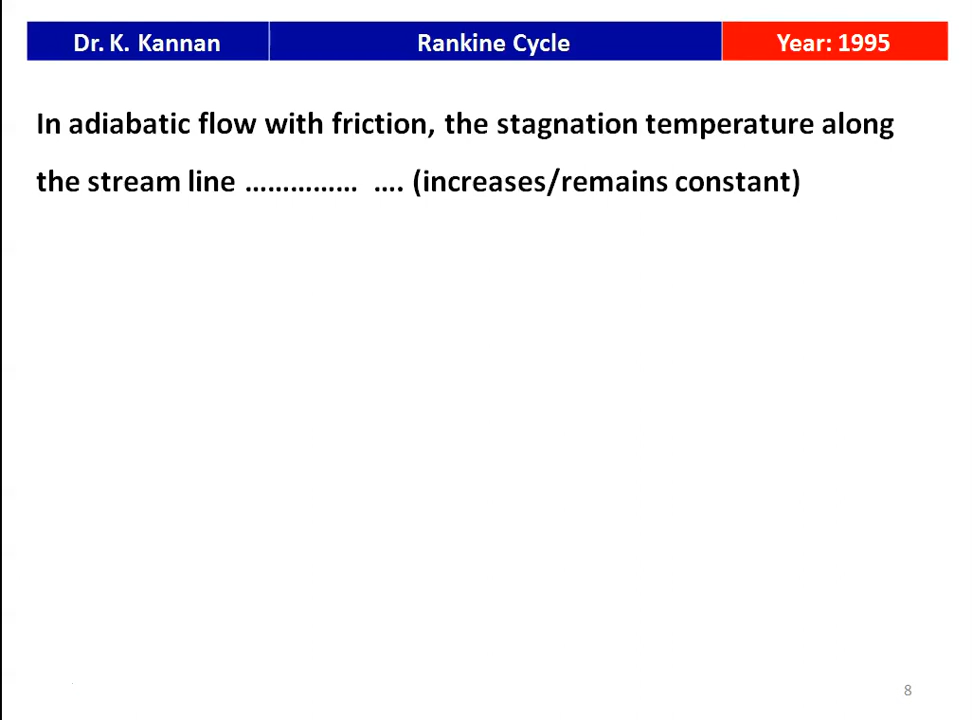 Dr. K. Kannan Rankine Cycle Year: 1995
In adiabatic flow with friction, the stagnation temperature along
the stream line …………… …. (increases/remains constant)
8